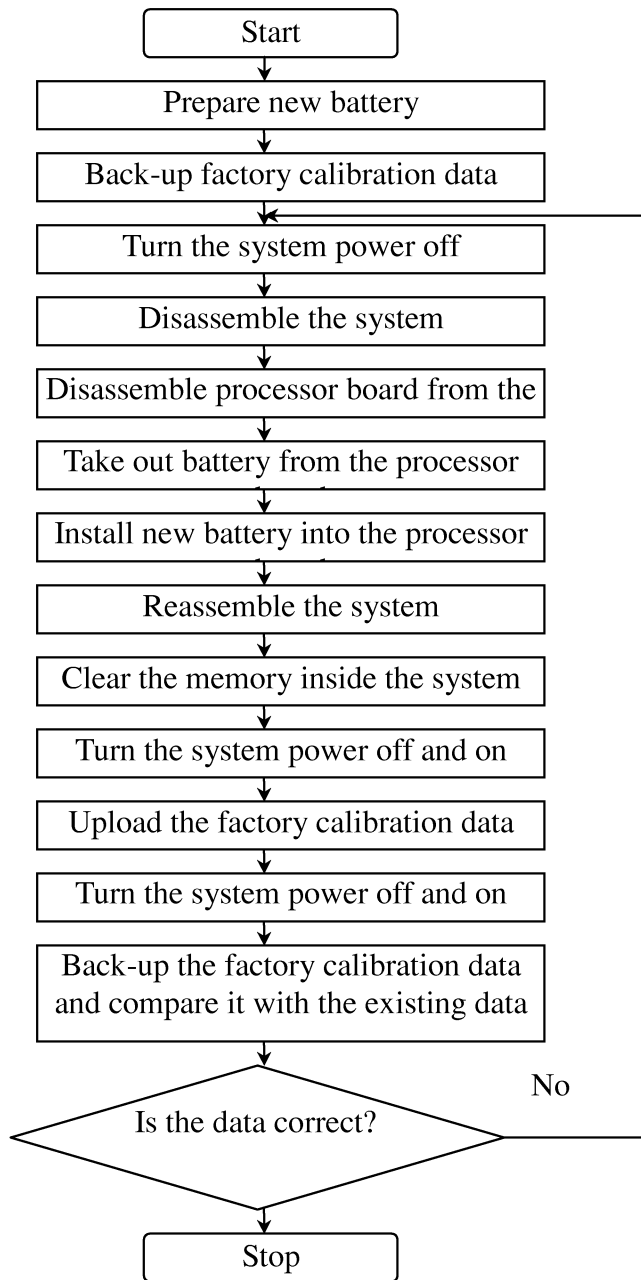 Start
Prepare new battery
Back-up factory calibration data
Turn the system power off
Disassemble the system
Disassemble processor board from the
Take out battery from the processor
Install new battery into the processor
Reassemble the system
Clear the memory inside the system
Turn the system power off and on
Upload the factory calibration data
Turn the system power off and on
Back-up the factory calibration data
and compare it with the existing data
No
Is the data correct?
Stop